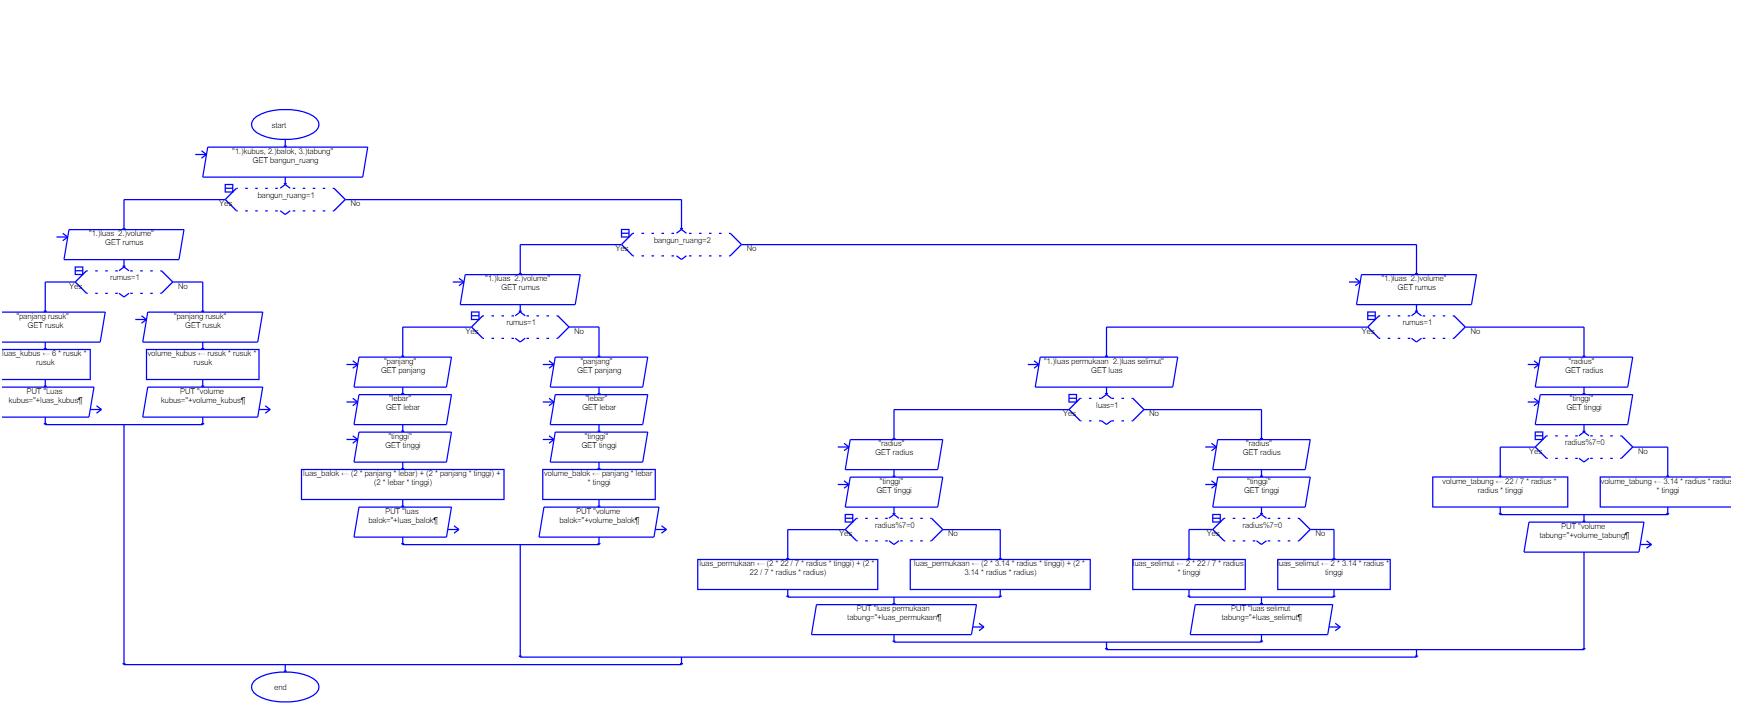 start
"1.)kubus, 2.)balok, 3.)tabung"
GET bangun_ruang
bangun_ruang=1
Yes
No
"1.)luas  2.)volume"
GET rumus
rumus=1
Yes
No
"panjang rusuk"
GET rusuk
luas_kubus ← 6 * rusuk *
rusuk
PUT "Luas
kubus="+luas_kubus¶
"panjang rusuk"
GET rusuk
volume_kubus ← rusuk * rusuk *
rusuk
PUT "volume
kubus="+volume_kubus¶
bangun_ruang=2
Yes
No
"1.)luas  2.)volume"
GET rumus
rumus=1
Yes
No
"panjang"
GET panjang
"lebar"
GET lebar
"tinggi"
GET tinggi
luas_balok ← (2 * panjang * lebar) + (2 * panjang * tinggi) +
(2 * lebar * tinggi)
PUT "luas
balok="+luas_balok¶
"panjang"
GET panjang
"lebar"
GET lebar
"tinggi"
GET tinggi
volume_balok ← panjang * lebar
* tinggi
PUT "volume
balok="+volume_balok¶
"1.)luas  2.)volume"
GET rumus
rumus=1
Yes
No
"1.)luas permukaan  2.)luas selimut"
GET luas
luas=1
Yes
No
"radius"
GET radius
"tinggi"
GET tinggi
radius%7=0
Yes
No
luas_permukaan ← (2 * 22 / 7 * radius * tinggi) + (2 *
22 / 7 * radius * radius)
luas_permukaan ← (2 * 3.14 * radius * tinggi) + (2 *
3.14 * radius * radius)
PUT "luas permukaan
tabung="+luas_permukaan¶
"radius"
GET radius
"tinggi"
GET tinggi
radius%7=0
Yes
No
luas_selimut ← 2 * 22 / 7 * radius
* tinggi
luas_selimut ← 2 * 3.14 * radius *
tinggi
PUT "luas selimut
tabung="+luas_selimut¶
"radius"
GET radius
"tinggi"
GET tinggi
radius%7=0
Yes
No
volume_tabung ← 22 / 7 * radius *
radius * tinggi
volume_tabung ← 3.14 * radius * radius
* tinggi
PUT "volume
tabung="+volume_tabung¶
end